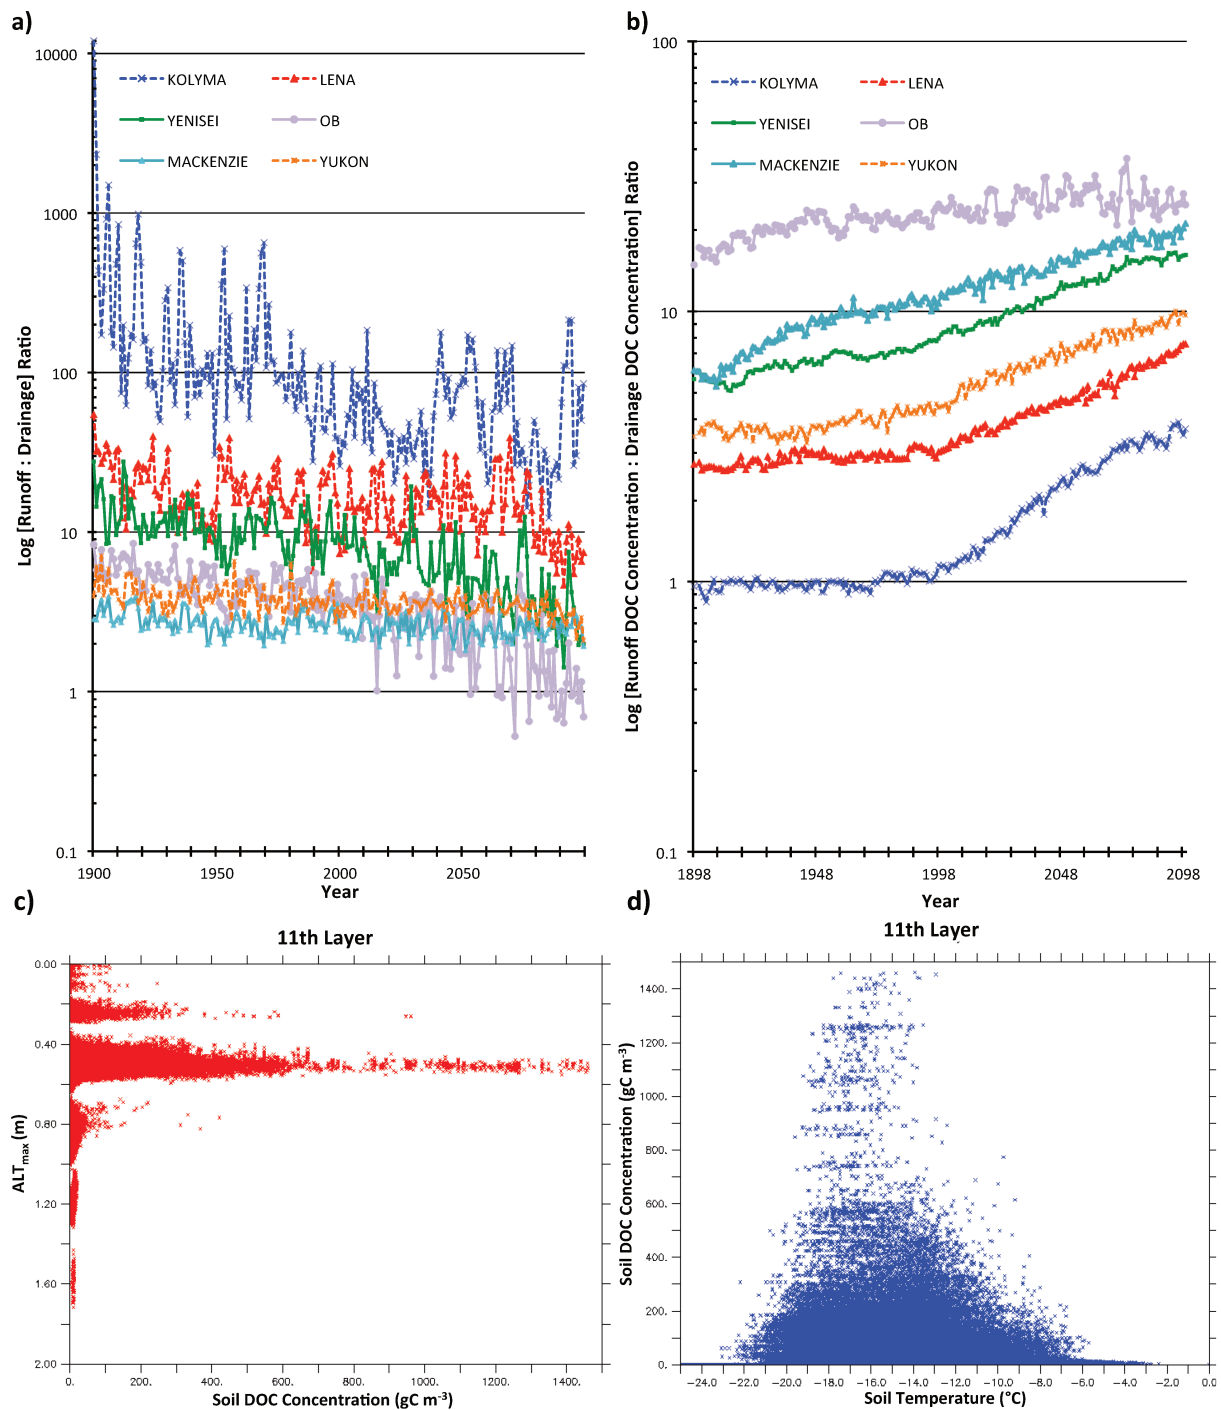 a)
Log [Runoff : Drainage] Ratio
10000
1000
100
10
1
0.1
KOLYMA
LENA
YENISEI
OB
MACKENZIE
YUKON
1900
1950
2000
2050
Year
b)
Log [Runoff DOC Concentration : Drainage DOC Concentration] Ratio
100
10
1
0.1
KOLYMA
LENA
YENISEI
OB
MACKENZIE
YUKON
1898
1948
1998
2048
2098
Year
c)
11th Layer
ALTmax (m)
0.00
0.40
0.80
1.20
1.60
2.00
0.
200.
400.
600.
800.
1000.
1200.
1400.
Soil DOC Concentration (gC m-3)
d)
11th Layer
Soil DOC Concentration (gC m-3)
1400.
1200.
1000.
800.
600.
400.
200.
0.
−24.0
−22.0
−20.0
−18.0
−16.0
−14.0
−12.0
−10.0
−8.0
−6.0
−4.0
−2.0
0.0
Soil Temperature (°C)